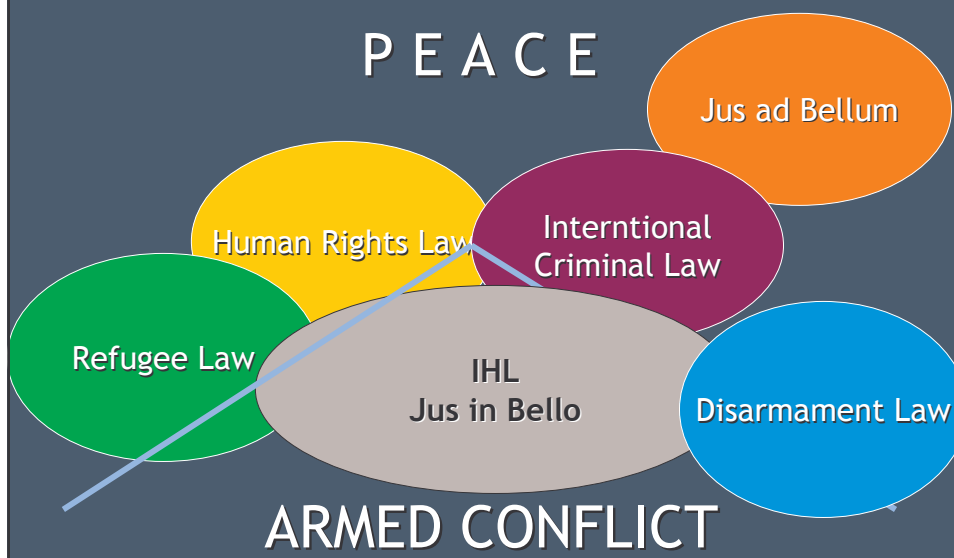 P E A C E
Jus ad Bellum
Human Rights Law
Interntional
Criminal Law
Refugee Law
IHL
Jus in Bello
Disarmament Law
ARMED CONFLICT